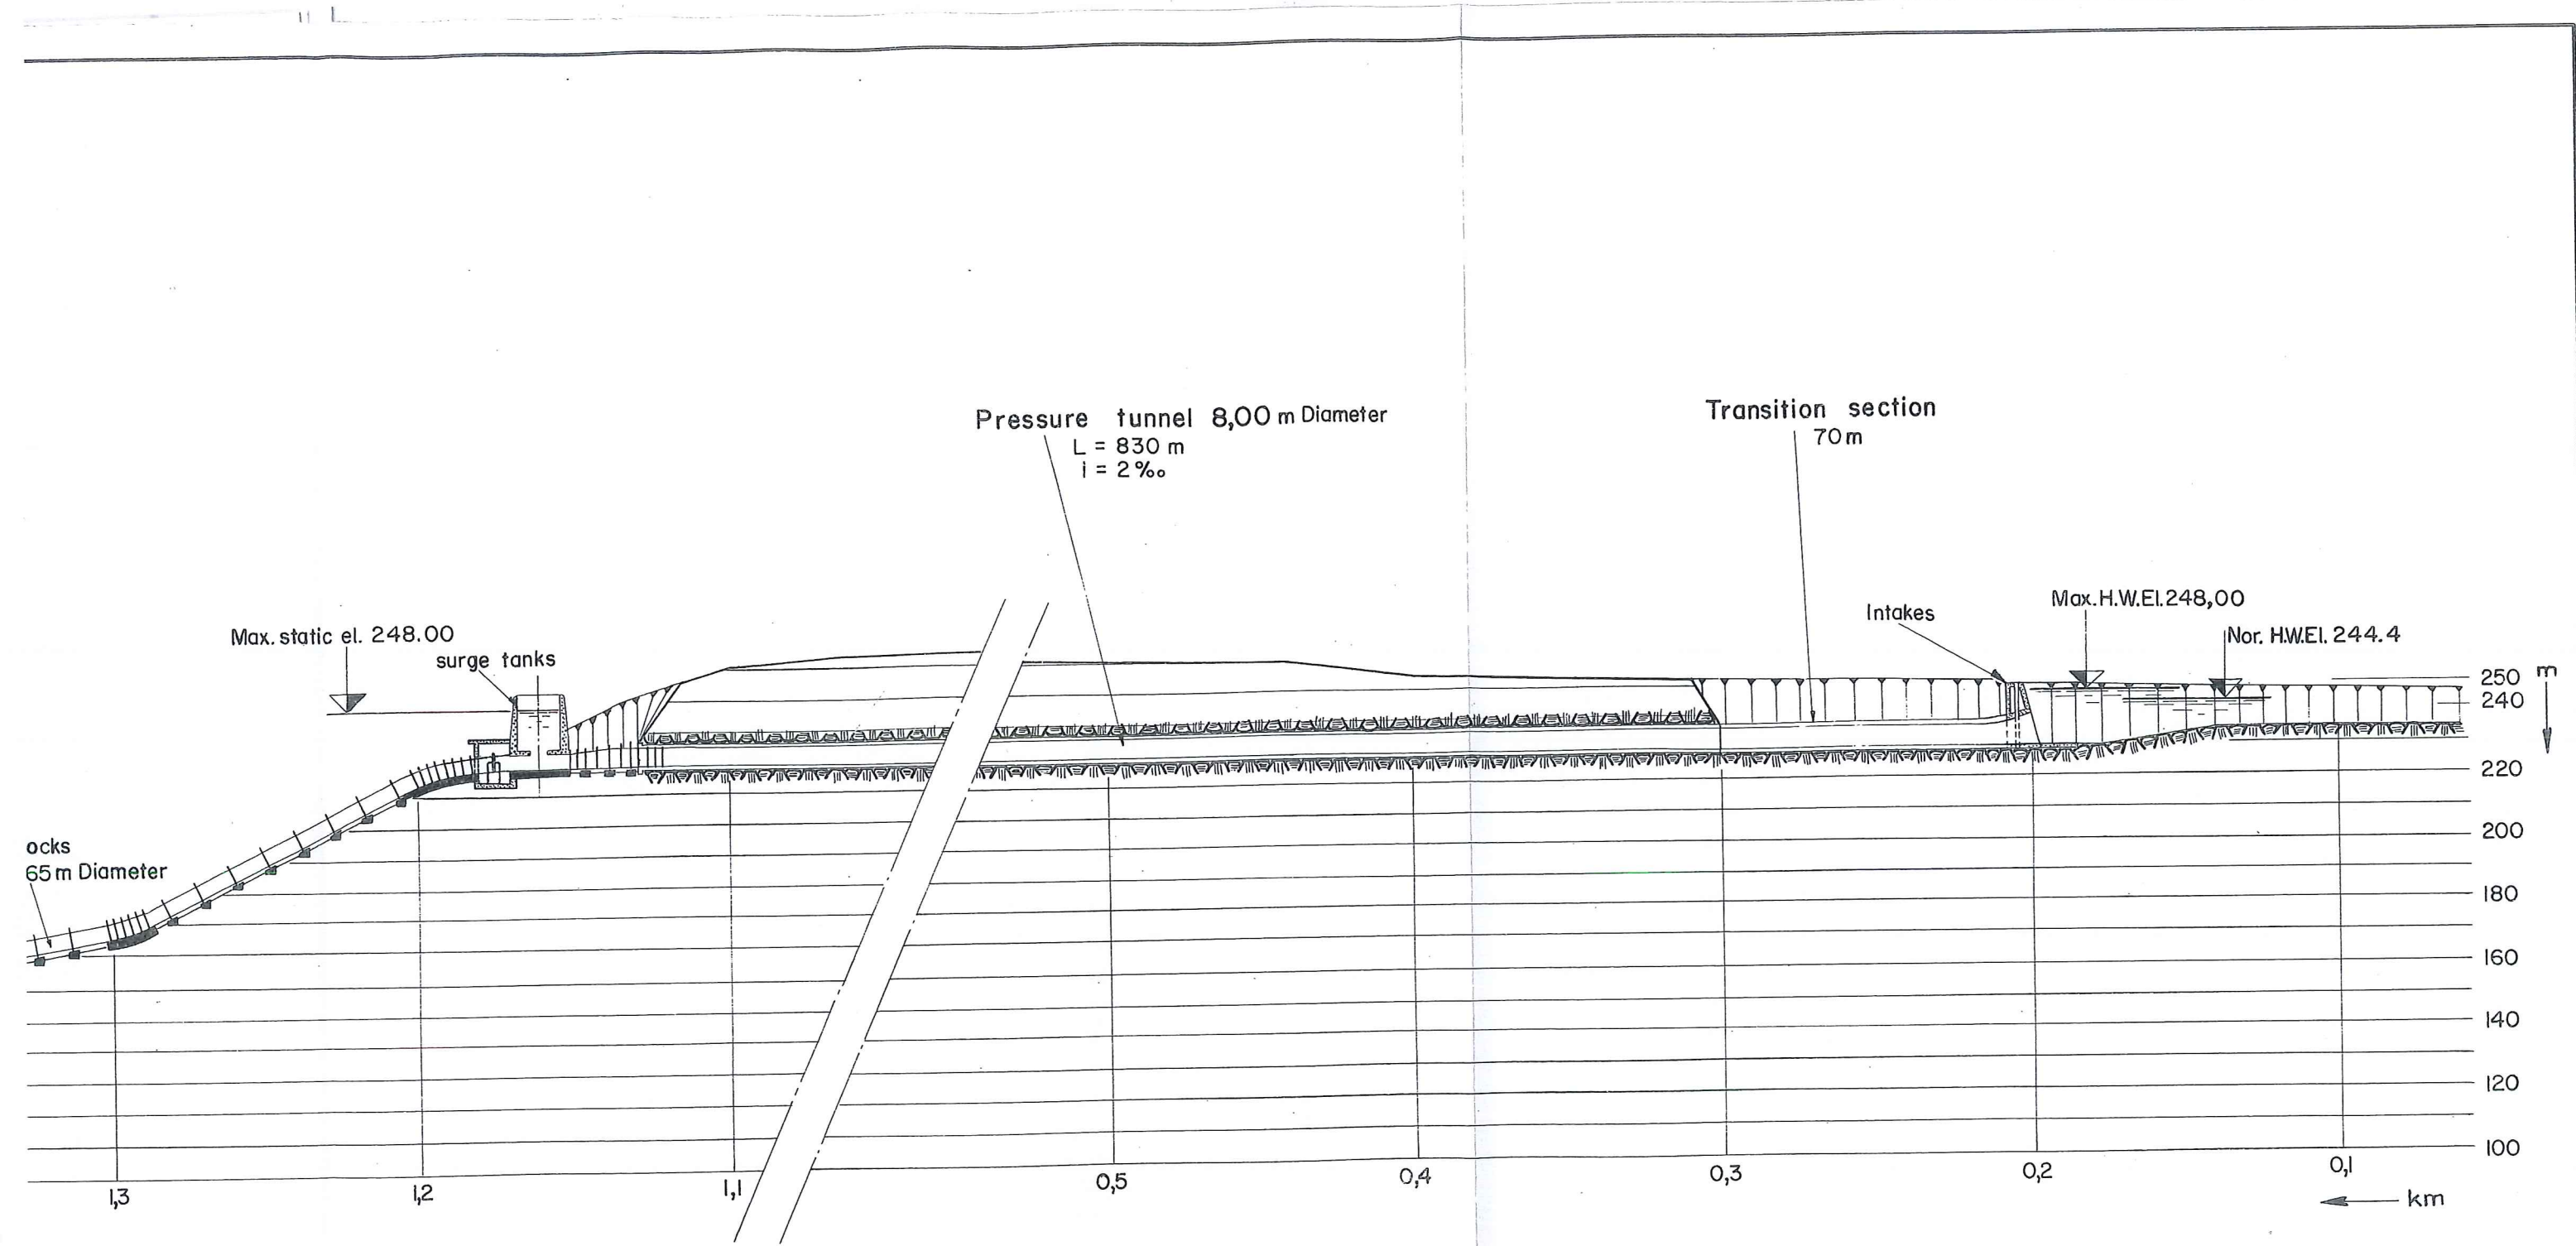 Pressure tunnel 8,00 m Diameter
L = 830 m
i = 2‰
Transition section
70 m
Intakes
Max. H.W.El. 248,00
Nor. H.W.El. 244.4
Max. static el. 248.00
surge tanks
ocks
65 m Diameter
250 m
240
220
200
180
160
140
120
100
1,3 1,2 1,1 0,5 0,4 0,3 0,2 0,1
km